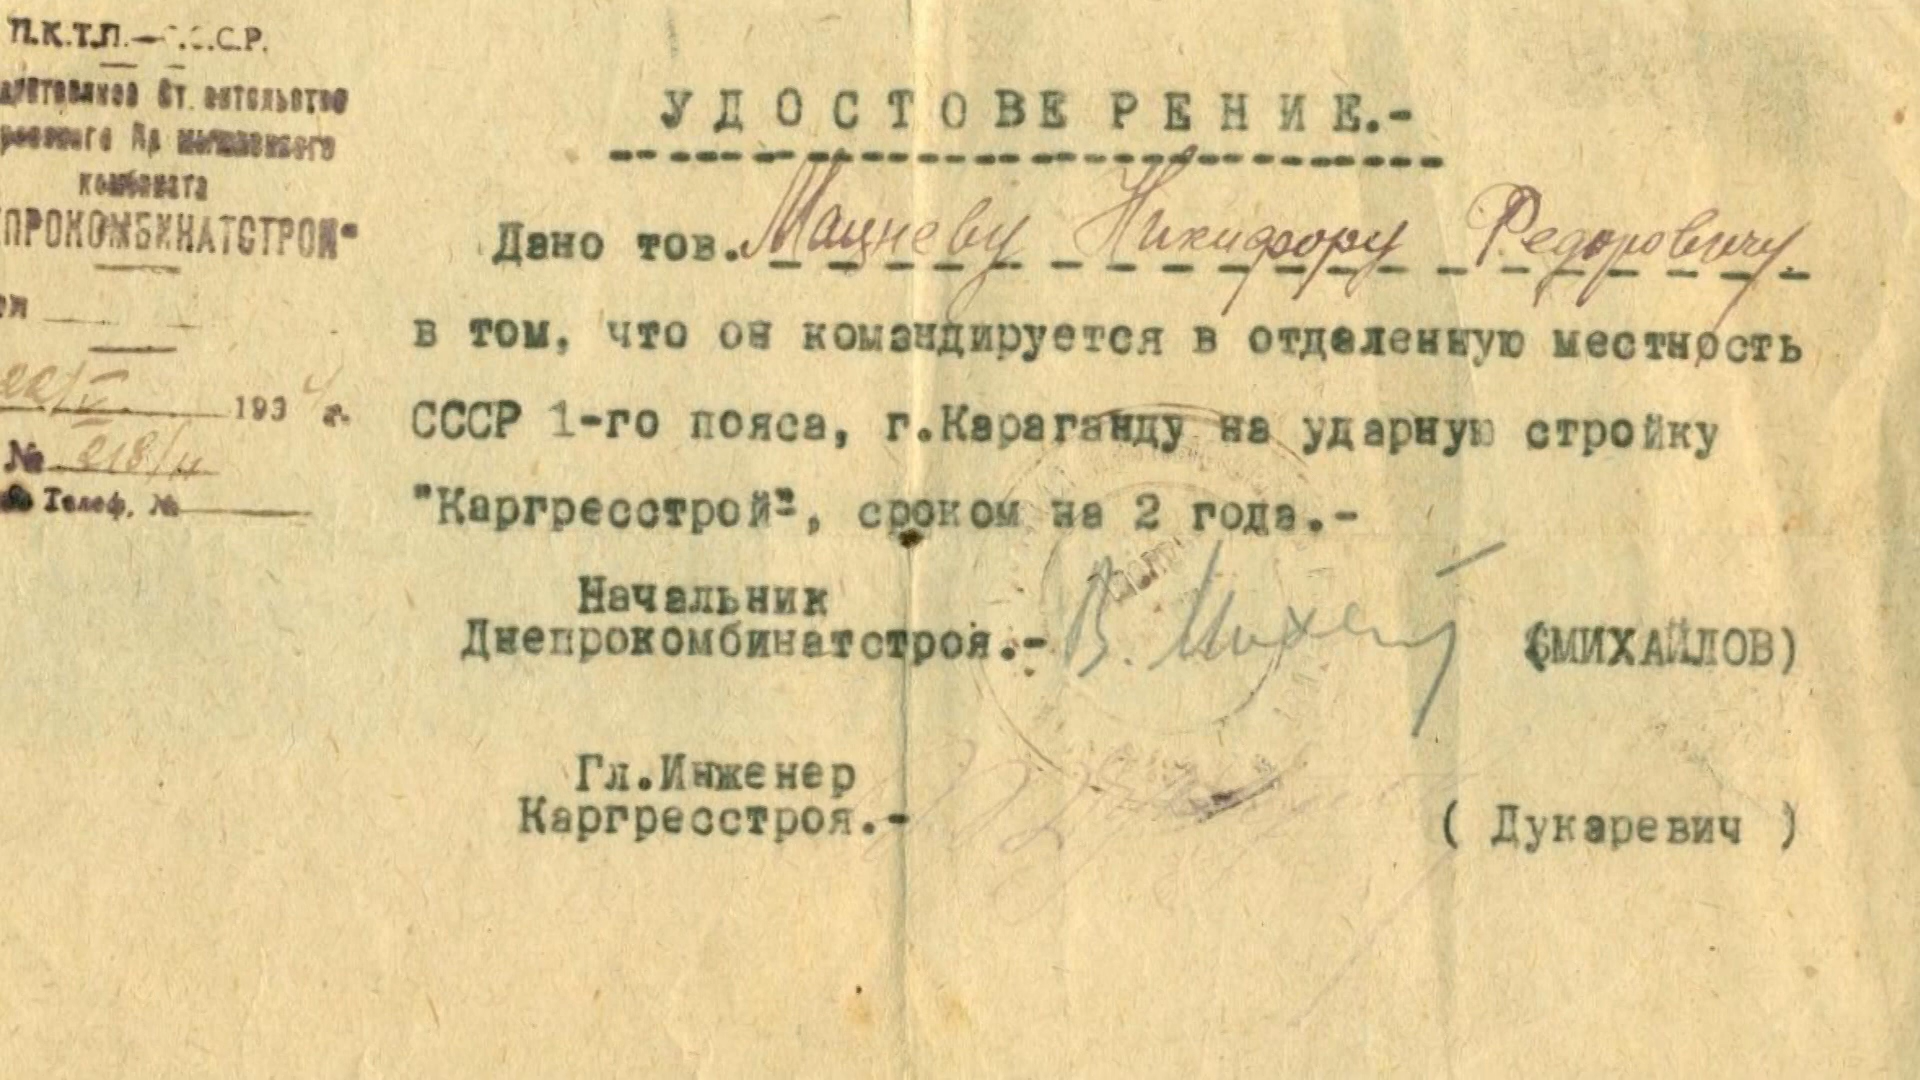 С.С.Р.
комбината
ПРОКОМБИНАТСТРОЙ"
193 г.
№ 218/н
Телеф. №
УДОСТОВЕРЕНИЕ.-
Дано тов. Мацневу Никифору Федоровичу
в том, что он командируется в отдаленную местность
СССР 1-го пояса, г.Караганду на ударную стройку
"Каргресстрой", сроком на 2 года.-
Начальник
Днепрокомбинатстроя.- (МИХАЙЛОВ)
Гл.Инженер
Каргресстроя.- ( Дукаревич )